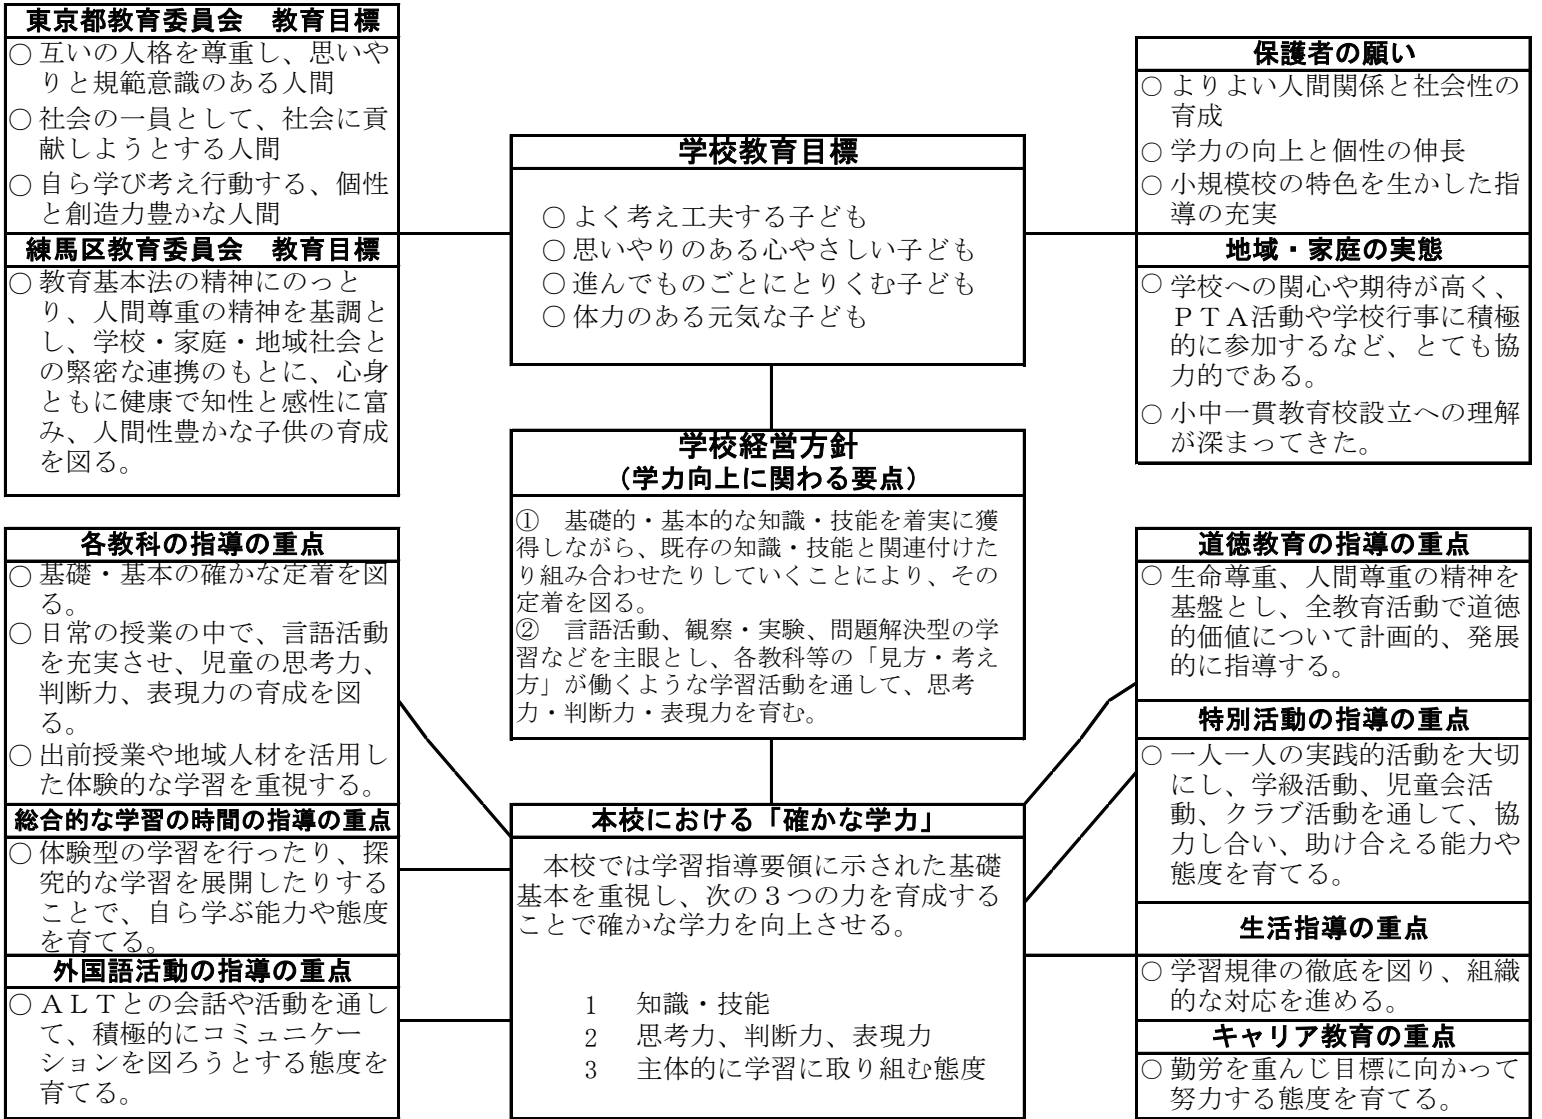 東京都教育委員会　教育目標
○ 互いの人格を尊重し、思いや
りと規範意識のある人間
○ 社会の一員として、社会に貢
献しようとする人間
○ 自ら学び考え行動する、個性
と創造力豊かな人間
練馬区教育委員会　教育目標
○ 教育基本法の精神にのっと
り、人間尊重の精神を基調と
し、学校・家庭・地域社会と
の緊密な連携のもとに、心身
ともに健康で知性と感性に富
み、人間性豊かな子供の育成
を図る。
学校教育目標
○ よく考え工夫する子ども
○ 思いやりのある心やさしい子ども
○ 進んでものごとにとりくむ子ども
○ 体力のある元気な子ども
保護者の願い
○ よりよい人間関係と社会性の
育成
○ 学力の向上と個性の伸長
○ 小規模校の特色を生かした指
導の充実
地域・家庭の実態
○ 学校への関心や期待が高く、
ＰＴＡ活動や学校行事に積極
的に参加するなど、とても協
力的である。
○ 小中一貫教育校設立への理解
が深まってきた。
学校経営方針
（学力向上に関わる要点）
①　基礎的・基本的な知識・技能を着実に獲
得しながら、既存の知識・技能と関連付けた
り組み合わせたりしていくことにより、その
定着を図る。
②　言語活動、観察・実験、問題解決型の学
習などを主眼とし、各教科等の「見方・考え
方」が働くような学習活動を通して、思考
力・判断力・表現力を育む。
各教科の指導の重点
○ 基礎・基本の確かな定着を図
る。
○ 日常の授業の中で、言語活動
を充実させ、児童の思考力、
判断力、表現力の育成を図
る。
○ 出前授業や地域人材を活用し
た体験的な学習を重視する。
総合的な学習の時間の指導の重点
○ 体験型の学習を行ったり、探
究的な学習を展開したりする
ことで、自ら学ぶ能力や態度
を育てる。
外国語活動の指導の重点
○ ＡＬＴとの会話や活動を通し
て、積極的にコミュニケー
ションを図ろうとする態度を
育てる。
本校における「確かな学力」
本校では学習指導要領に示された基礎
基本を重視し、次の３つの力を育成する
ことで確かな学力を向上させる。
1　知識・技能
2　思考力、判断力、表現力
3　主体的に学習に取り組む態度
道徳教育の指導の重点
○ 生命尊重、人間尊重の精神を
基盤とし、全教育活動で道徳
的価値について計画的、発展
的に指導する。
特別活動の指導の重点
○ 一人一人の実践的活動を大切
にし、学級活動、児童会活
動、クラブ活動を通して、協
力し合い、助け合える能力や
態度を育てる。
生活指導の重点
○ 学習規律の徹底を図り、組織
的な対応を進める。
キャリア教育の重点
○ 勤労を重んじ目標に向かって
努力する態度を育てる。